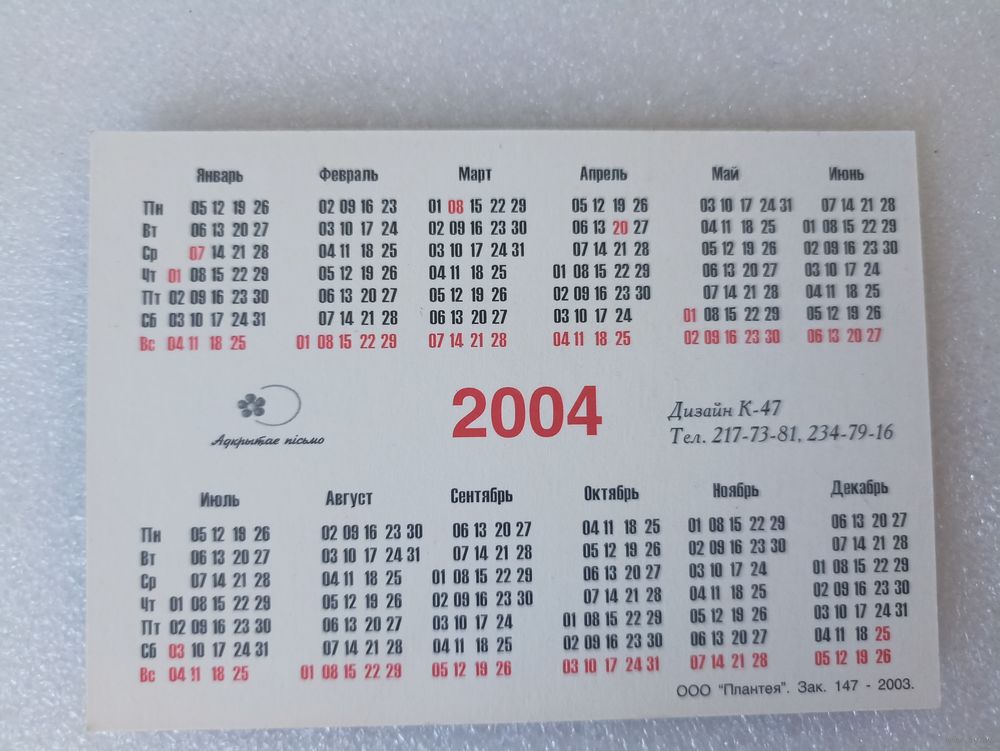 Январь Февраль Март Апрель Май Июнь
Пн 05 12 19 26 02 09 16 23 01 08 15 22 29 05 12 19 26 03 10 17 24 31 07 14 21 28
Вт 06 13 20 27 03 10 17 24 02 09 16 23 30 06 13 20 27 04 11 18 25 01 08 15 22 29
Ср 07 14 21 28 04 11 18 25 03 10 17 24 31 07 14 21 28 05 12 19 26 02 09 16 23 30
Чт 01 08 15 22 29 05 12 19 26 04 11 18 25 01 08 15 22 29 06 13 20 27 03 10 17 24
Пт 02 09 16 23 30 06 13 20 27 05 12 19 26 02 09 16 23 30 07 14 21 28 04 11 18 25
Сб 03 10 17 24 31 07 14 21 28 06 13 20 27 03 10 17 24 01 08 15 22 29 05 12 19 26
Вс 04 11 18 25 01 08 15 22 29 07 14 21 28 04 11 18 25 02 09 16 23 30 06 13 20 27
Адкрытае пісьмо
2004
Дизайн К-47
Тел. 217-73-81, 234-79-16
Июль Август Сентябрь Октябрь Ноябрь Декабрь
Пн 05 12 19 26 02 09 16 23 30 06 13 20 27 04 11 18 25 01 08 15 22 29 06 13 20 27
Вт 06 13 20 27 03 10 17 24 31 07 14 21 28 05 12 19 26 02 09 16 23 30 07 14 21 28
Ср 07 14 21 28 04 11 18 25 01 08 15 22 29 06 13 20 27 03 10 17 24 01 08 15 22 29
Чт 01 08 15 22 29 05 12 19 26 02 09 16 23 30 07 14 21 28 04 11 18 25 02 09 16 23 30
Пт 02 09 16 23 30 06 13 20 27 03 10 17 24 01 08 15 22 29 05 12 19 26 03 10 17 24 31
Сб 03 10 17 24 31 07 14 21 28 04 11 18 25 02 09 16 23 30 06 13 20 27 04 11 18 25
Вс 04 11 18 25 01 08 15 22 29 05 12 19 26 03 10 17 24 31 07 14 21 28 05 12 19 26
ООО "Плантея". Зак. 147 - 2003.